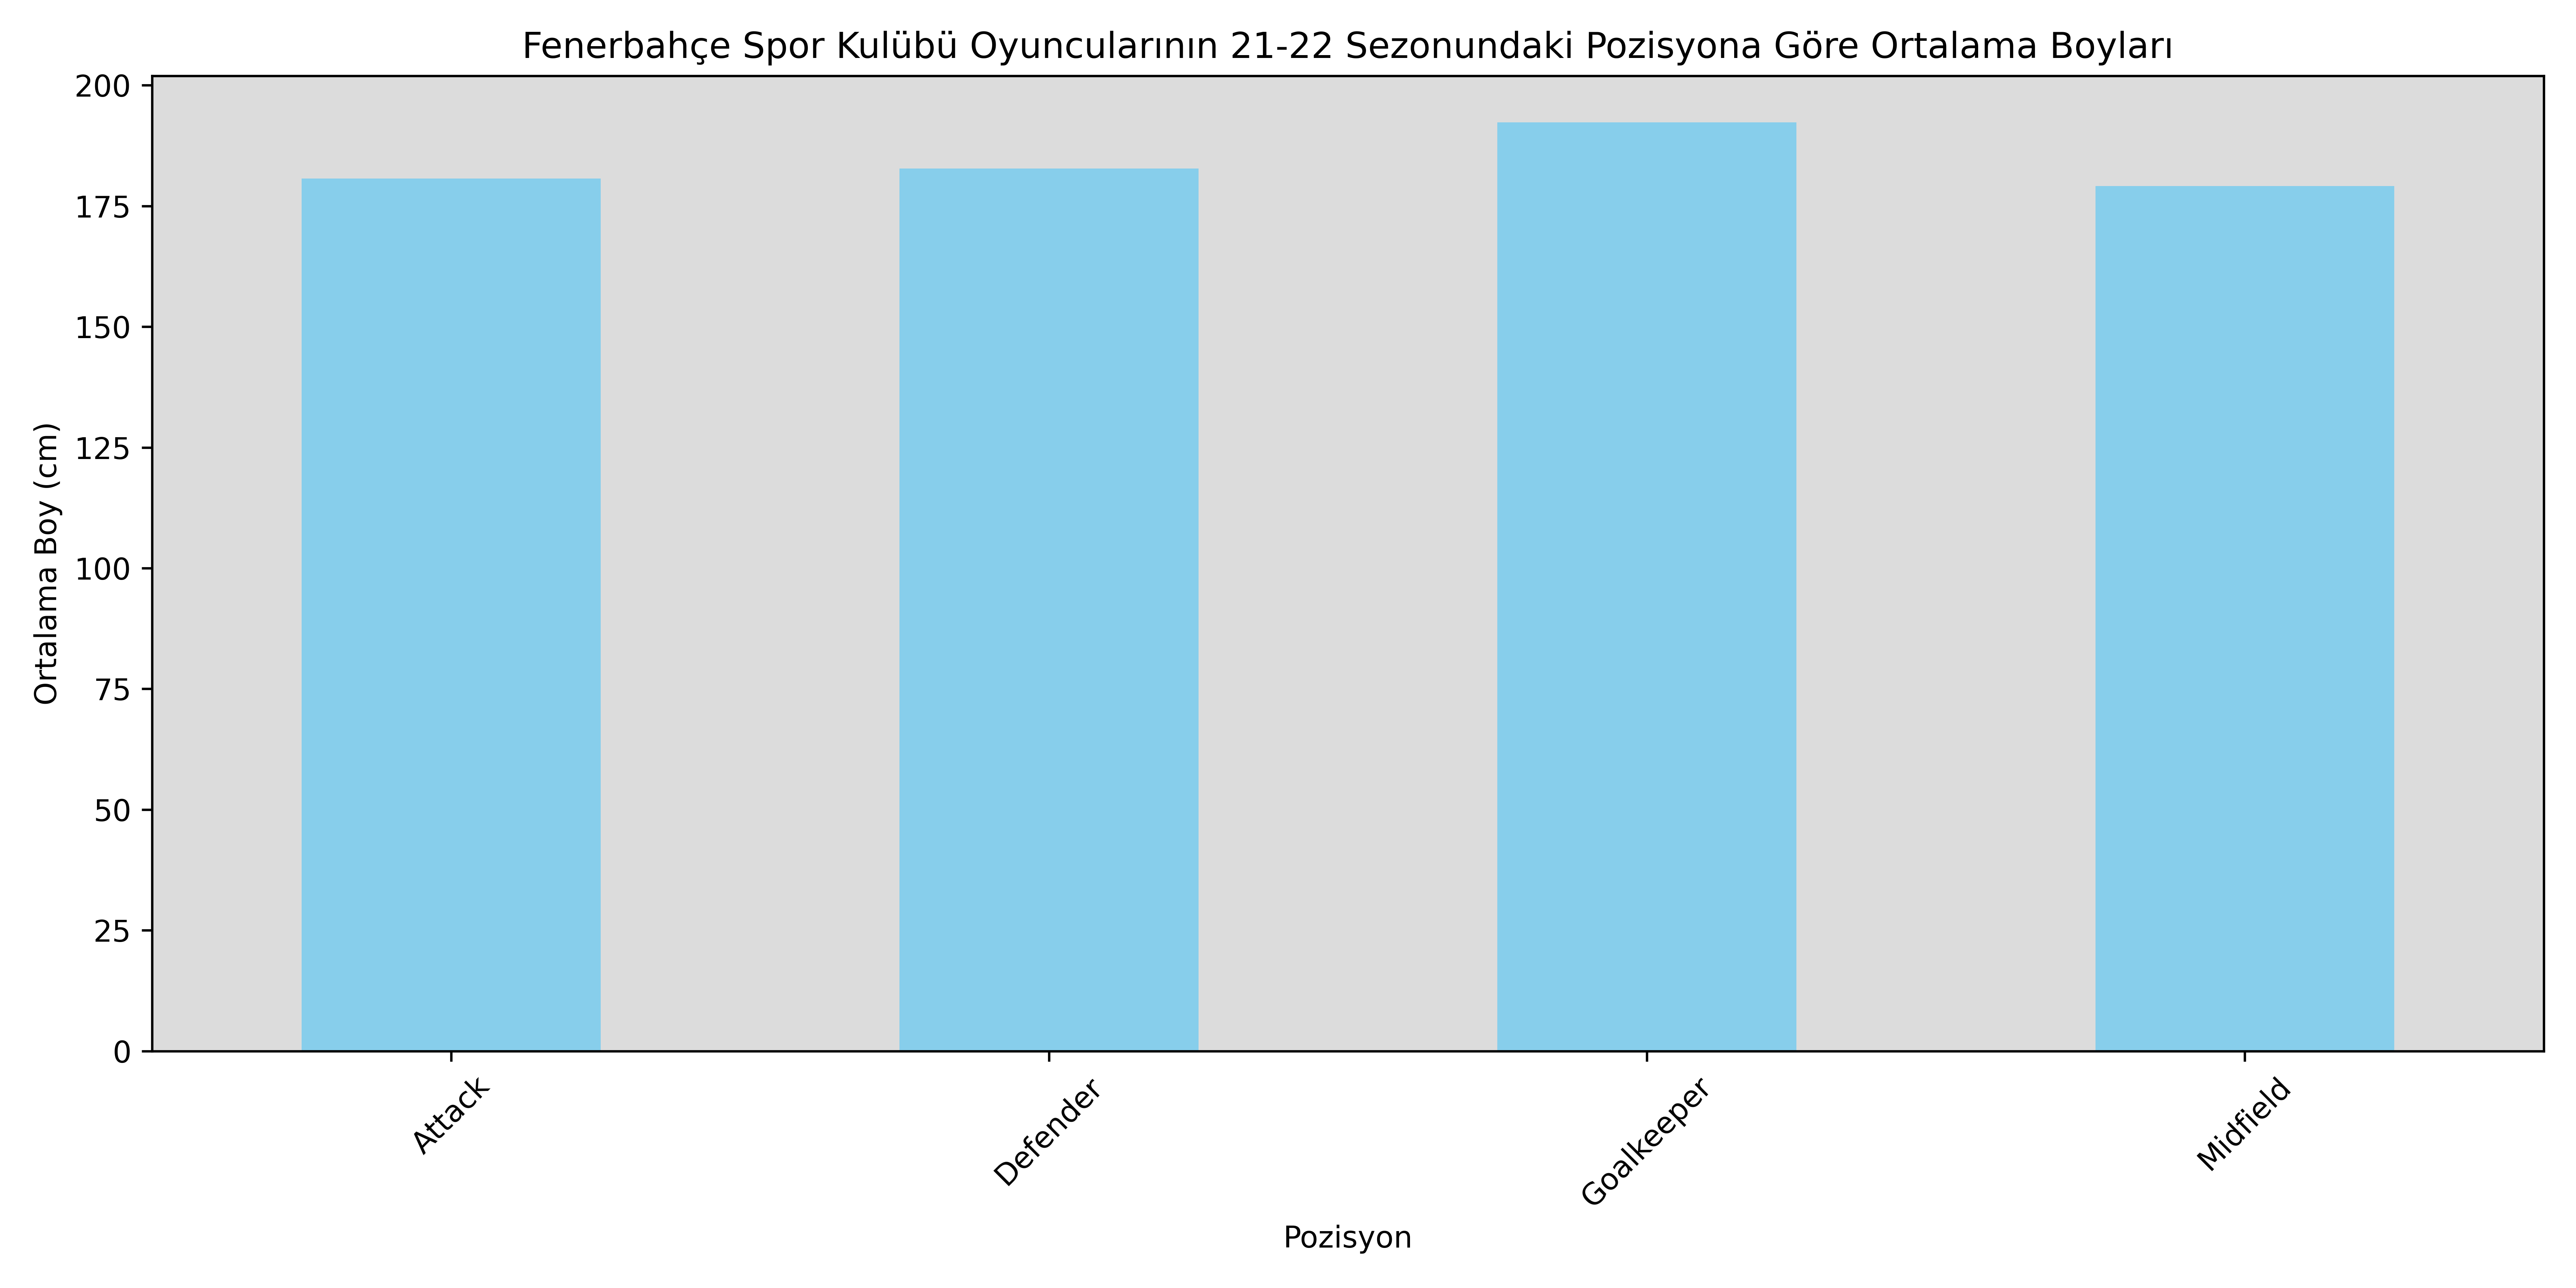 Fenerbahçe Spor Kulübü Oyuncularının 21-22 Sezonundaki Pozisyona Göre Ortalama Boyları
Ortalama Boy (cm)
200
175
150
125
100
75
50
25
0
Attack
Defender
Goalkeeper
Midfield
Pozisyon